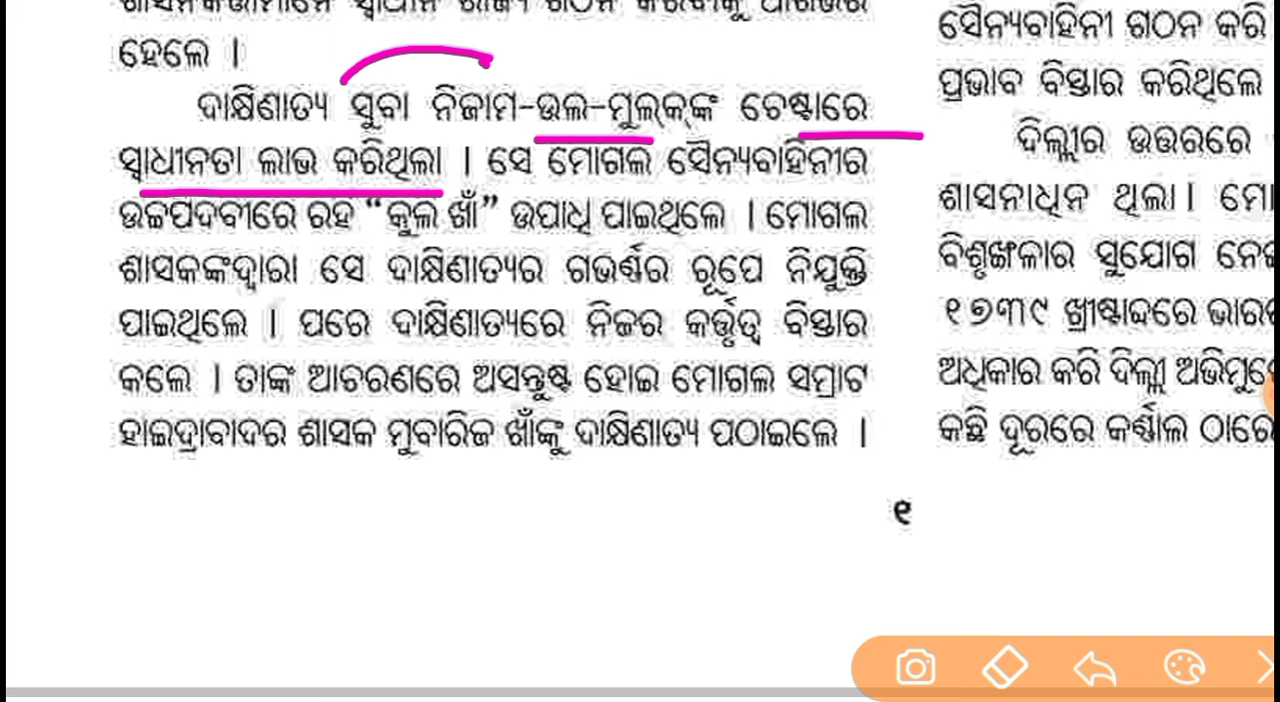 ହେଲେ |
ଦାକ୍ଷିଣାତ୍ୟ ସୁବା ନିଜାମ-ଉଲ-ମୁଲ୍‌କ୍‌ଙ୍କ ଚେଷ୍ଟାରେ
ସ୍ୱାଧୀନତା ଲାଭ କରିଥିଲା | ସେ ମୋଗଲ ସୈନ୍ୟବାହିନୀର
ଉଚ୍ଚପଦବୀରେ ରହି “କୁଲ ଖାଁ” ଉପାଧି ପାଇଥିଲେ | ମୋଗଲ
ଶାସକଙ୍କଦ୍ୱାରା ସେ ଦାକ୍ଷିଣାତ୍ୟର ଗଭର୍ଣ୍ଣର ରୂପେ ନିଯୁକ୍ତି
ପାଇଥିଲେ | ପରେ ଦାକ୍ଷିଣାତ୍ୟରେ ନିଜର କର୍ତ୍ତୃତ୍ୱ ବିସ୍ତାର
କଲେ | ତାଙ୍କ ଆଚରଣରେ ଅସନ୍ତୁଷ୍ଟ ହୋଇ ମୋଗଲ ସମ୍ରାଟ
ହାଇଦ୍ରାବାଦର ଶାସକ ମୁବାରିଜ ଖାଁଙ୍କୁ ଦାକ୍ଷିଣାତ୍ୟ ପଠାଇଲେ |
ସୈନ୍ୟବାହିନୀ ଗଠନ କରି
ପ୍ରଭାବ ବିସ୍ତାର କରିଥିଲେ
ଦିଲ୍ଲୀର ଉତ୍ତରରେ
ଶାସନାଧିନ ଥିଲା |
ବିଶୃଙ୍ଖଳାର ସୁଯୋଗ
୧୭୩୯ ଖ୍ରୀଷ୍ଟାବ୍ଦରେ
ଅଧିକାର କରି ଦିଲ୍ଲୀ
କିଛି ଦୂରରେ କର୍ଣ୍ଣାଲ ଠାରେ
୧